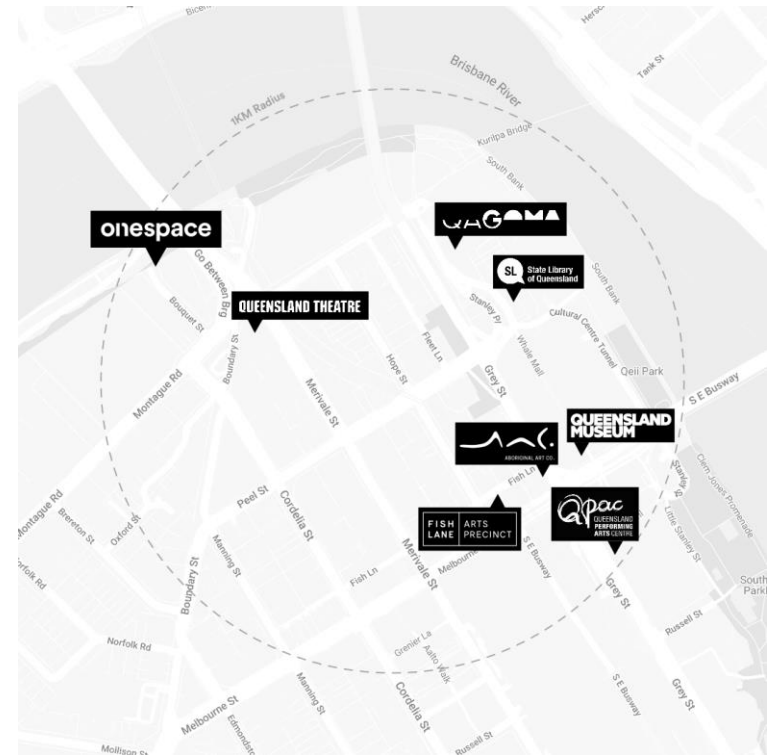 Bicen
Hersc
Tank St
Brisbane River
1KM Radius
Kurilpa Bridge
South Bank
QAGOMA
onespace
SL
State Library
of Queensland
Go Between Brg
South Bank
QUEENSLAND THEATRE
Bouquet St
Stanley Pl
Cultural Centre Tunnel
Boundary St
Fleet Ln
Whale Mall
Hope St
Grey St
Qeii Park
Montague Rd
Merivale St
S E Busway
QUEENSLAND
MUSEUM
AAC.
ABORIGINAL ART CO.
Fish Ln
Stanley St
Clem Jones Promenade
Peel St
Cordelia St
Qpac
QUEENSLAND
PERFORMING
ARTS CENTRE
Montague Rd
Brereton St
Oxford St
FISH
LANE
ARTS
PRECINCT
Little Stanley St
Manning St
Merivale St
S E Busway
Melbourne
Fish Ln
Boundary St
Norfolk Rd
South
Parkl
Grey St
Russell St
Norfolk Rd
Grenier La
Aalto Walk
S E Busway
Manning St
Cordelia St
Grey St
Melbourne St
Edmondst
Russell St
Mollison St